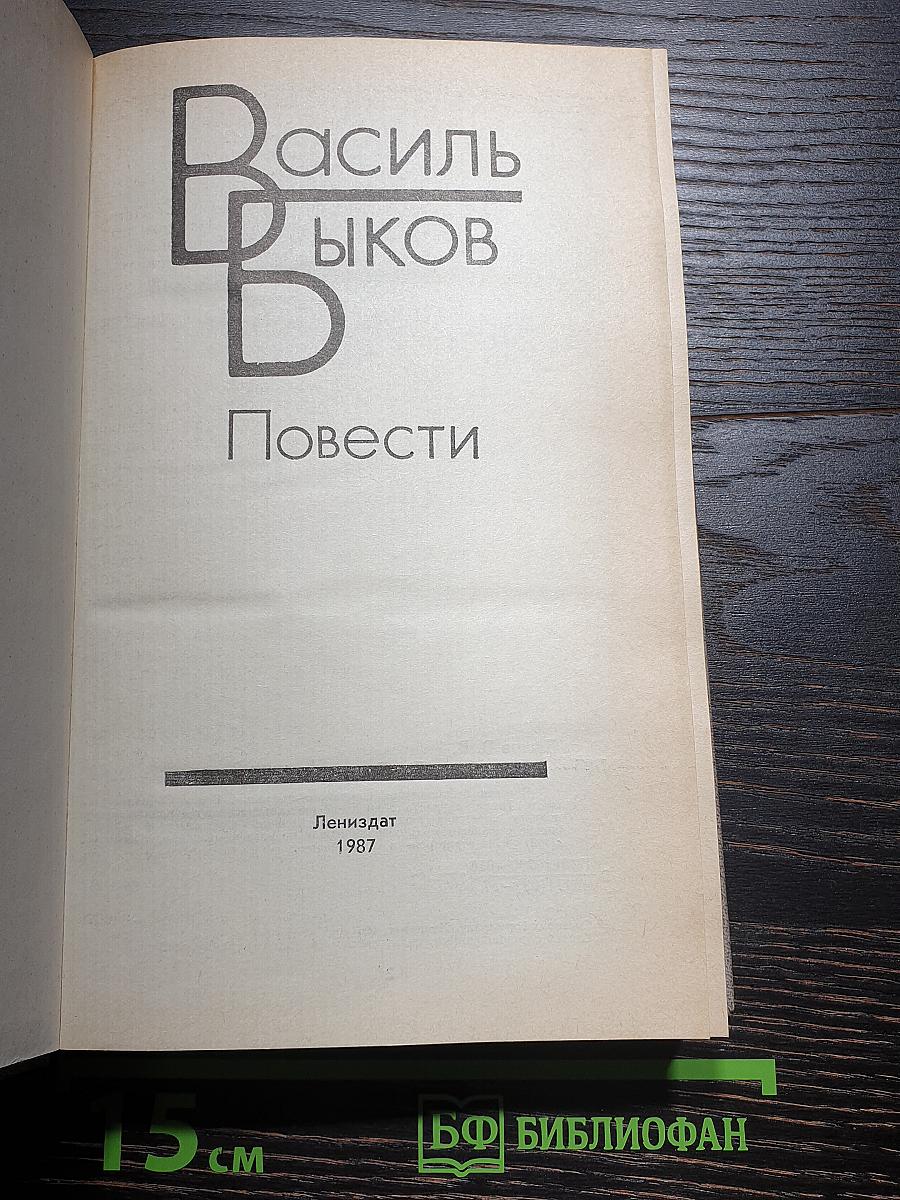 Василь
Быков
Повести
Лениздат
1987
15 см
БФ БИБЛИОФАН